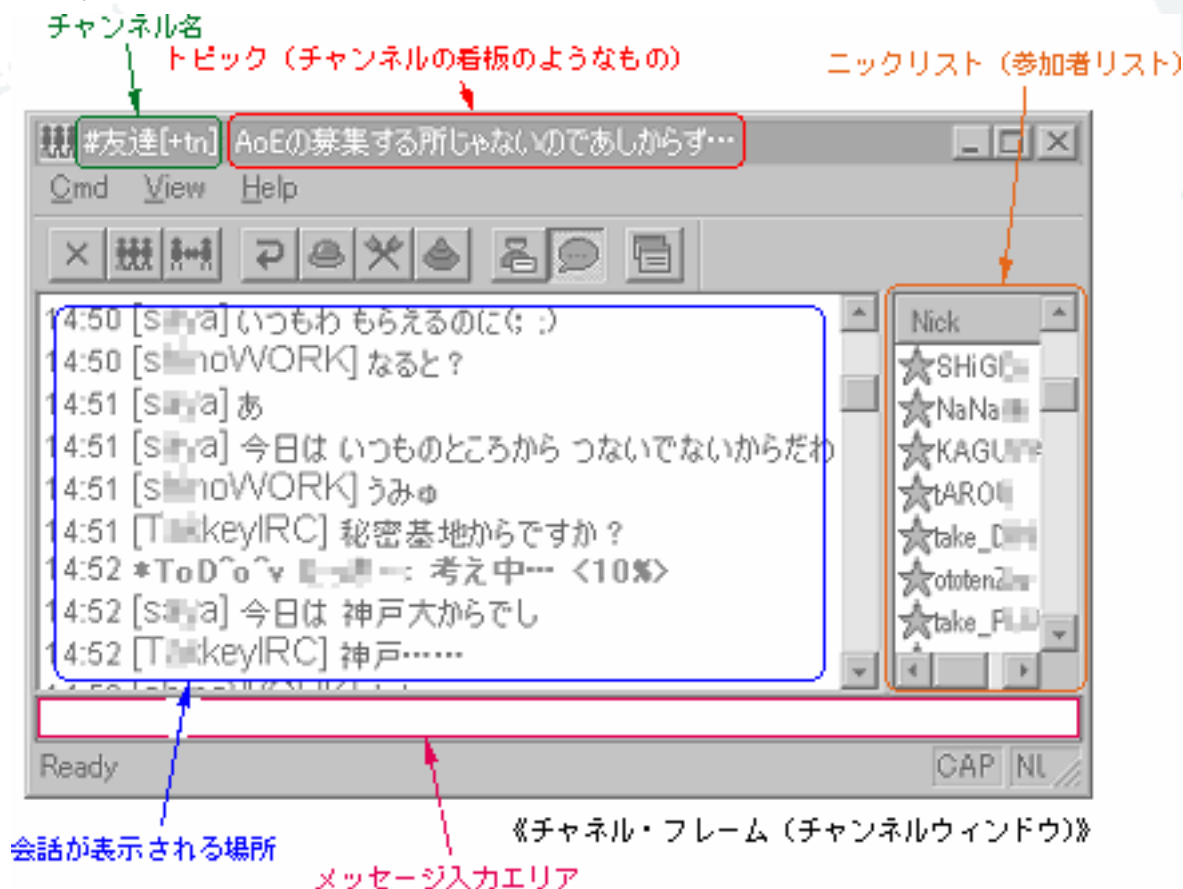 チャンネル名
トピック（チャンネルの看板のようなもの）
ニックリスト（参加者リスト）
#友達[+tn] AoEの募集する所じゃないのであしからず…
Cmd View Help
14:50 いつもわ もらえるのに(; ;)
14:50 なると？
14:51 あ
14:51 今日は いつものところから つないでないからだわ
14:51 うみゅ
14:51 秘密基地からですか？
14:52 *ToD^o^v 考え中… <10%>
14:52 今日は 神戸大からでし
14:52 神戸……
Nick
Ready
CAP
《チャネル・フレーム（チャンネルウィンドウ）》
会話が表示される場所
メッセージ入力エリア